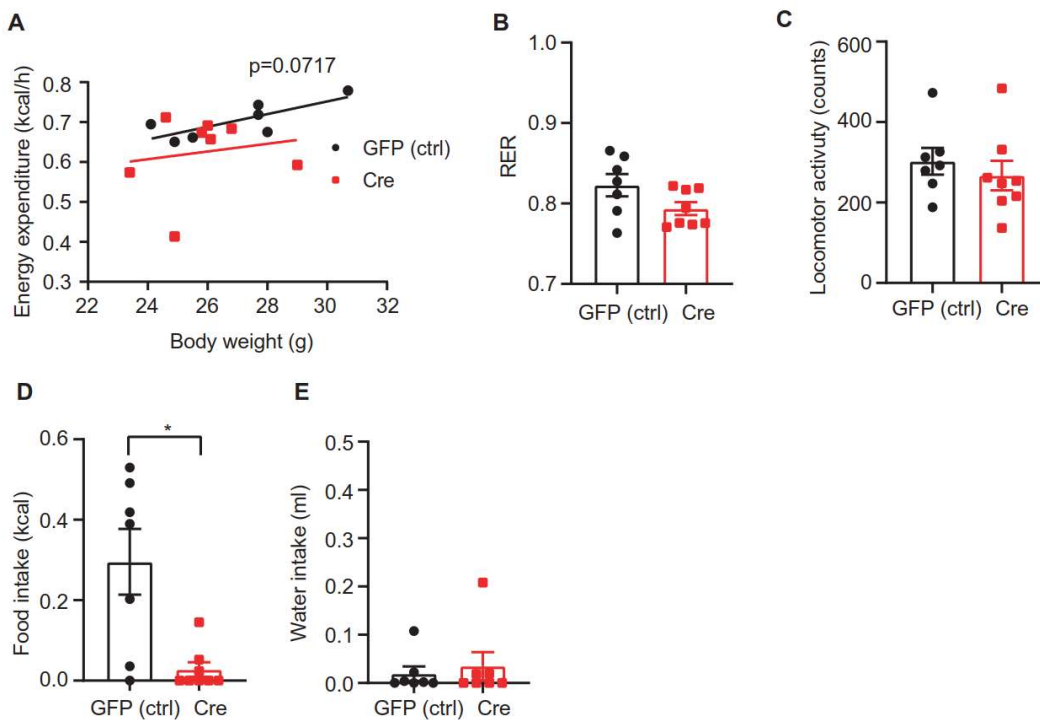 A
p=0.0717
Energy expenditure (kcal/h)
0.8
0.7
0.6
0.5
0.4
0.3
22
24
26
28
30
32
Body weight (g)
GFP (ctrl)
Cre
B
RER
1.0
0.9
0.8
0.7
GFP (ctrl)
Cre
C
Locomotor activuty (counts)
600
400
200
0
GFP (ctrl)
Cre
D
*
Food intake (kcal)
0.6
0.4
0.2
0.0
GFP (ctrl)
Cre
E
Water intake (ml)
0.5
0.4
0.3
0.2
0.1
0.0
GFP (ctrl)
Cre